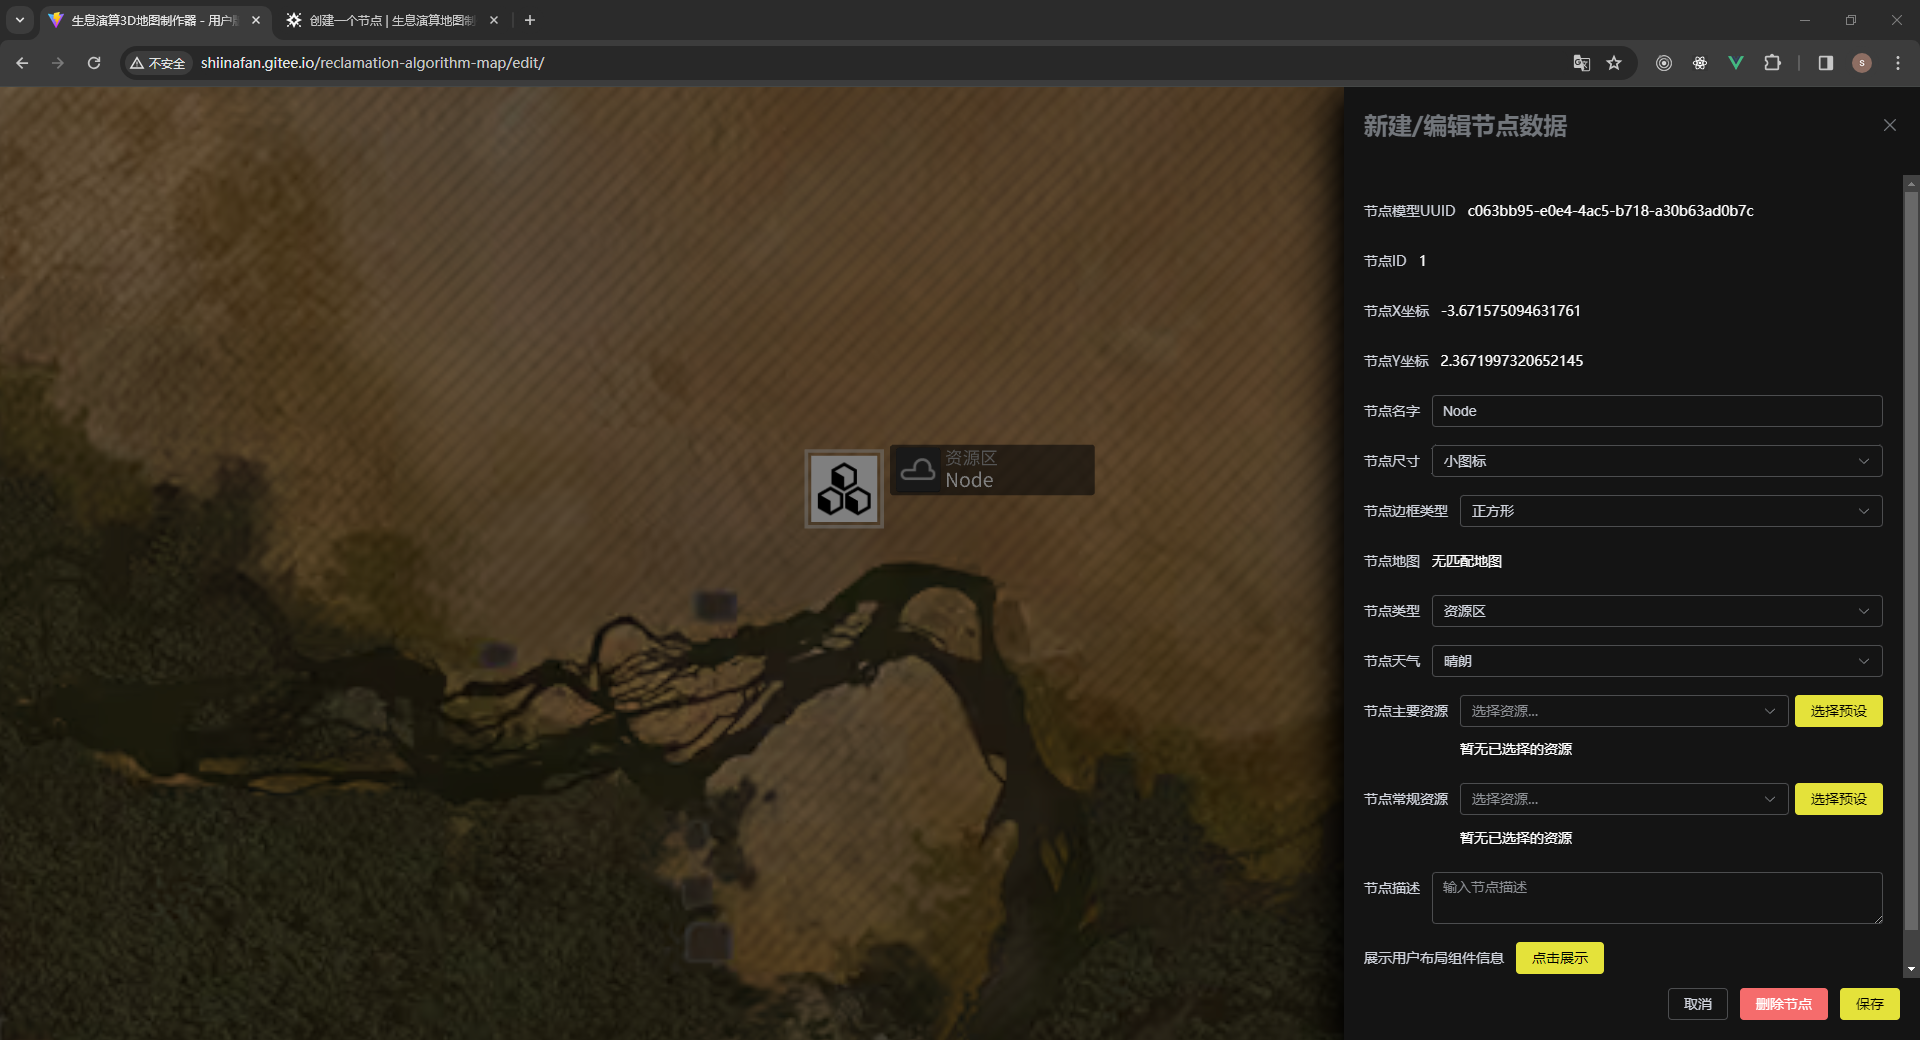 生息演算3D地图制作器 - 用户
创建一个节点 | 生息演算地图制
不安全
shiinafan.gitee.io/reclamation-algorithm-map/edit/
S
资源区
Node
新建/编辑节点数据
节点模型UUID c063bb95-e0e4-4ac5-b718-a30b63ad0b7c
节点ID 1
节点X坐标 -3.671575094631761
节点Y坐标 2.3671997320652145
节点名字 Node
节点尺寸 小图标
节点边框类型 正方形
节点地图 无匹配地图
节点类型 资源区
节点天气 晴朗
节点主要资源 选择资源... 选择预设
暂无已选择的资源
节点常规资源 选择资源... 选择预设
暂无已选择的资源
节点描述 输入节点描述
展示用户布局组件信息 点击展示
取消 删除节点 保存